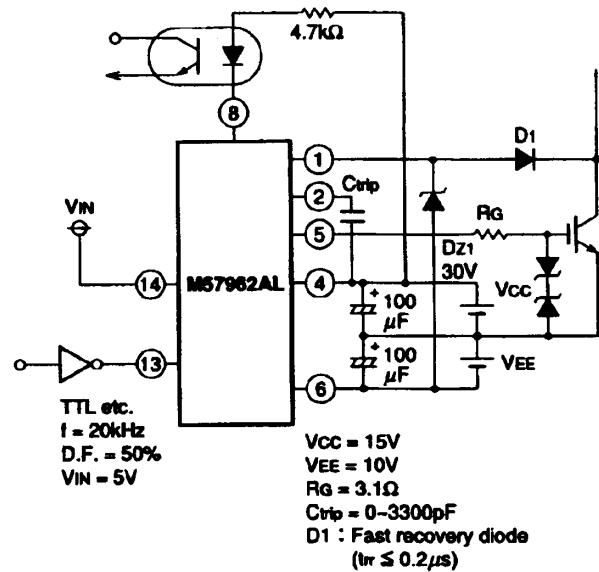 4.7kΩ
8
1
D1
2
Ctrip
VIN
5
RG
DZ1
30V
14
M57962AL
4
+ 100
μF
VCC
+ 100
μF
VEE
13
6
TTL etc.
f = 20kHz
D.F. = 50%
VIN = 5V
VCC = 15V
VEE = 10V
RG = 3.1Ω
Ctrip = 0~3300pF
D1 : Fast recovery diode
(trr ≦ 0.2μs)